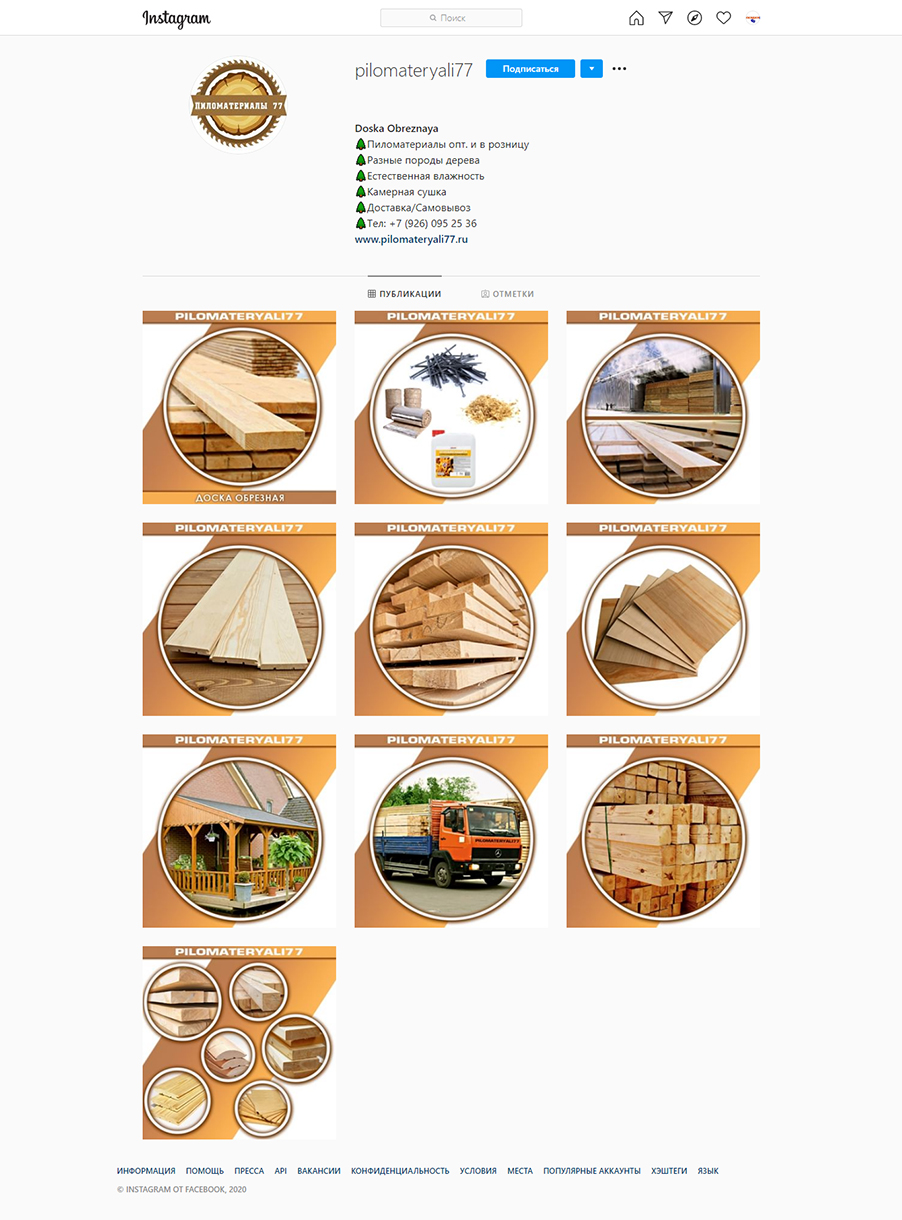 Instagram
Поиск
pilomateryali77
Подписаться
ПИЛОМАТЕРИАЛЫ 77
Doska Obreznaya
Пиломатериалы опт. и в розницу
Разные породы дерева
Естественная влажность
Камерная сушка
Доставка/Самовывоз
Тел: +7 (926) 095 25 36
www.pilomateryali77.ru
ПУБЛИКАЦИИ
ОТМЕТКИ
PILOMATERYALI77
PILOMATERYALI77
PILOMATERYALI77
ДОСКА ОБРЕЗНАЯ
PILOMATERYALI77
PILOMATERYALI77
PILOMATERYALI77
PILOMATERYALI77
PILOMATERYALI77
PILOMATERYALI77
PILOMATERYALI77
PILOMATERYALI77
ИНФОРМАЦИЯ ПОМОЩЬ ПРЕССА API ВАКАНСИИ КОНФИДЕНЦИАЛЬНОСТЬ УСЛОВИЯ МЕСТА ПОПУЛЯРНЫЕ АККАУНТЫ ХЭШТЕГИ ЯЗЫК
© INSTAGRAM ОТ FACEBOOK, 2020